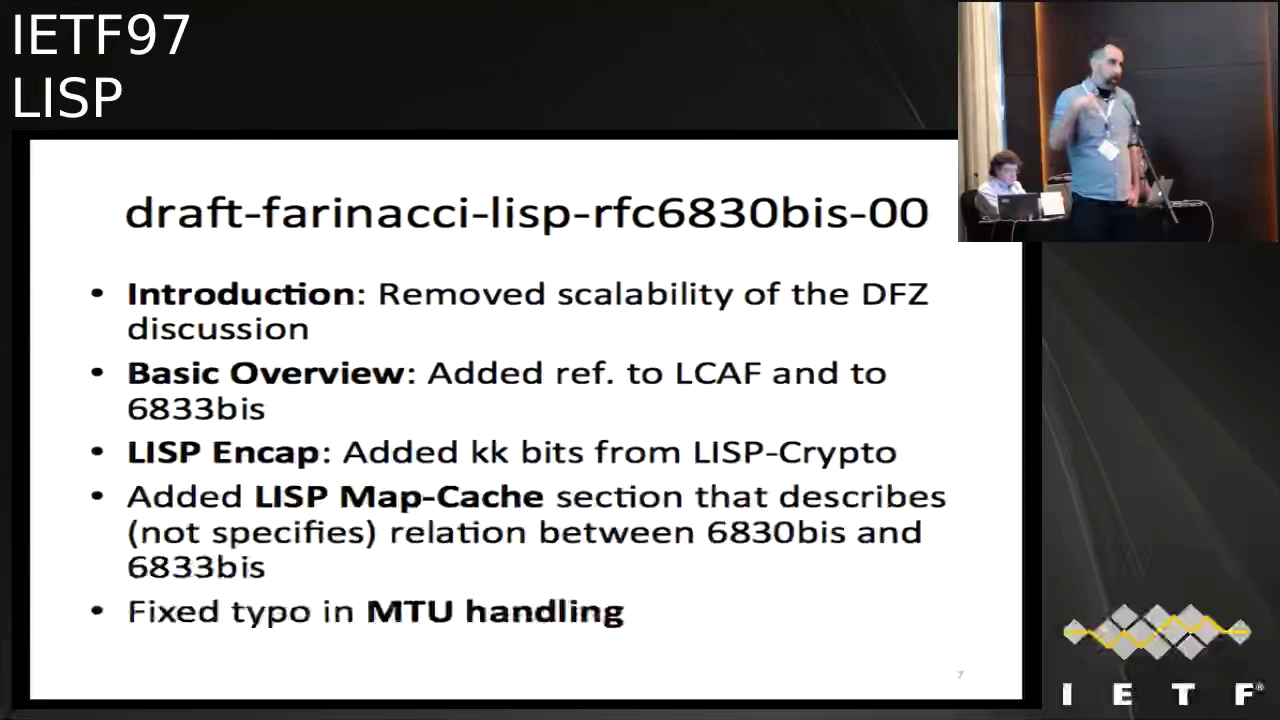 IETF97
LISP
draft-farinacci-lisp-rfc6830bis-00
• Introduction: Removed scalability of the DFZ
discussion
• Basic Overview: Added ref. to LCAF and to
6833bis
• LISP Encap: Added kk bits from LISP-Crypto
• Added LISP Map-Cache section that describes
(not specifies) relation between 6830bis and
6833bis
• Fixed typo in MTU handling
7
I E T F®